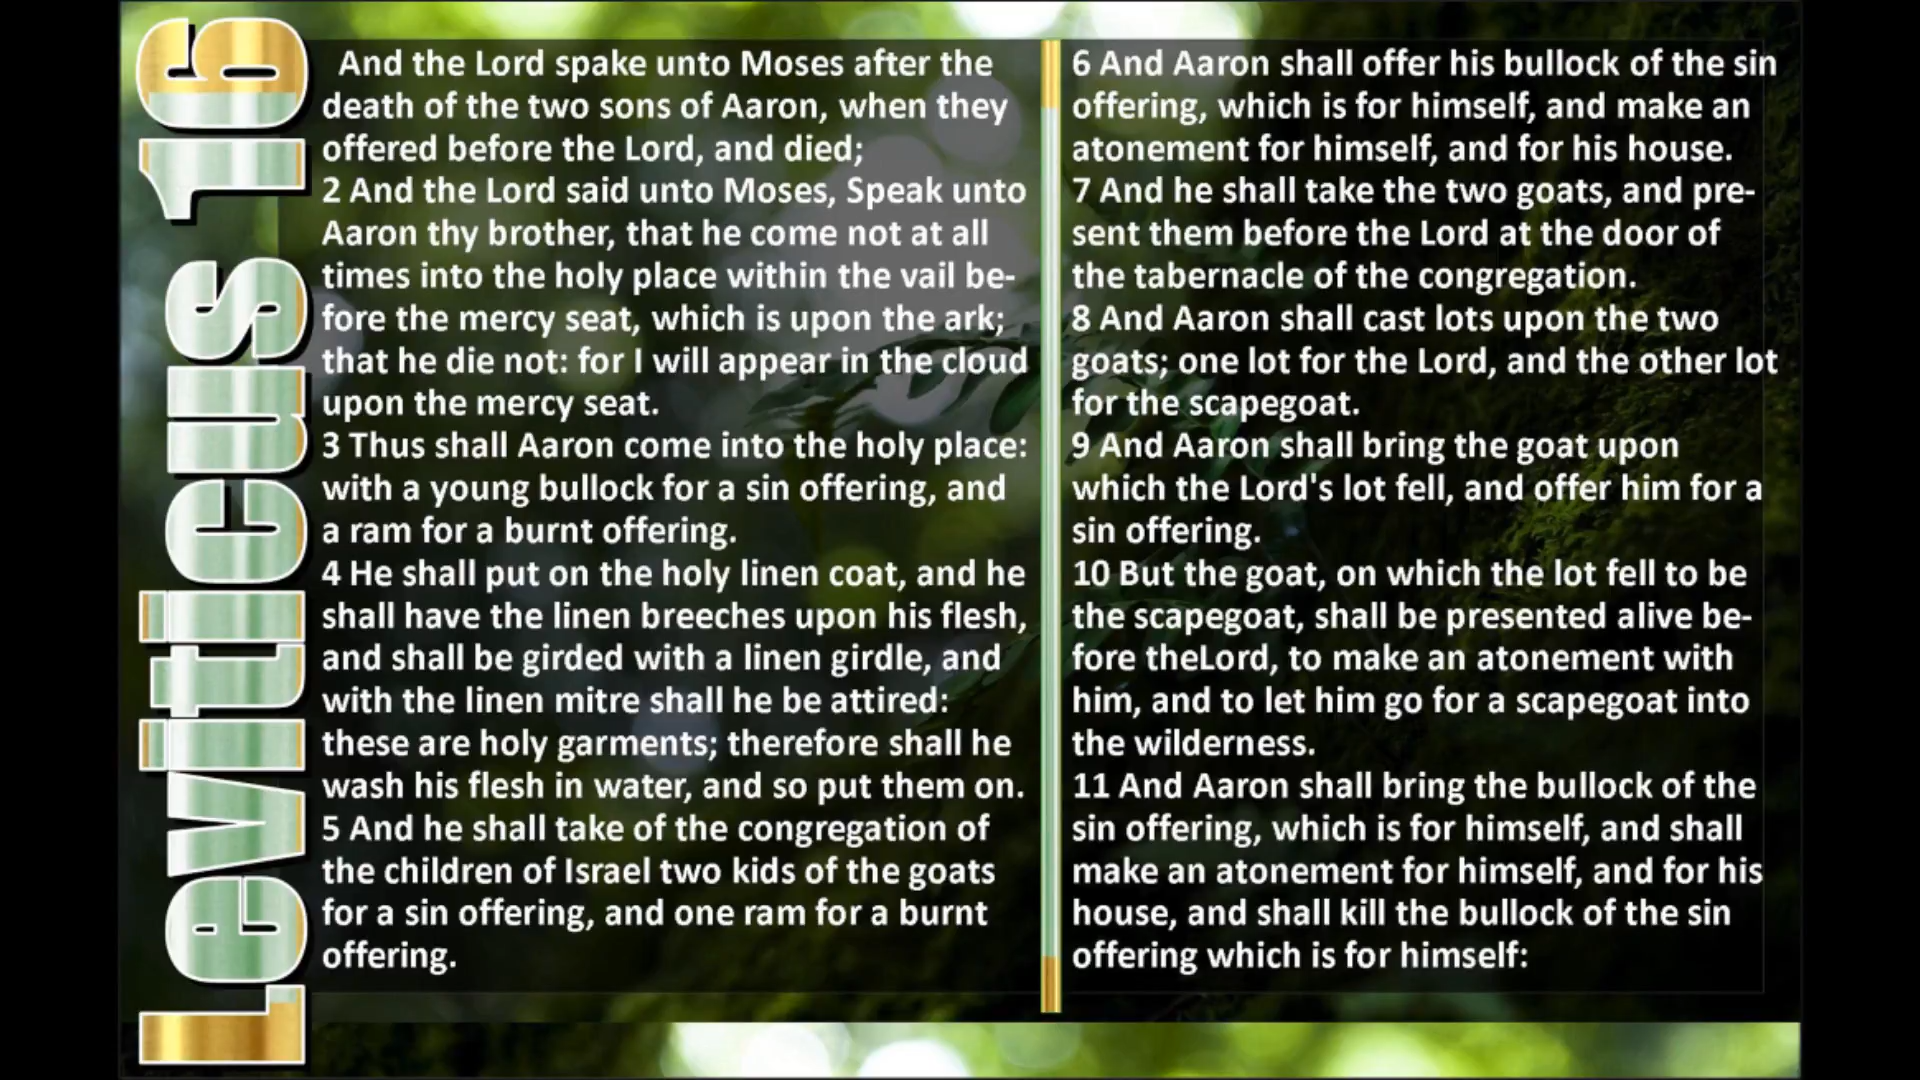 Leviticus 16
And the Lord spake unto Moses after the
death of the two sons of Aaron, when they
offered before the Lord, and died;
2 And the Lord said unto Moses, Speak unto
Aaron thy brother, that he come not at all
times into the holy place within the vail be-
fore the mercy seat, which is upon the ark;
that he die not: for I will appear in the cloud
upon the mercy seat.
3 Thus shall Aaron come into the holy place:
with a young bullock for a sin offering, and
a ram for a burnt offering.
4 He shall put on the holy linen coat, and he
shall have the linen breeches upon his flesh,
and shall be girded with a linen girdle, and
with the linen mitre shall he be attired:
these are holy garments; therefore shall he
wash his flesh in water, and so put them on.
5 And he shall take of the congregation of
the children of Israel two kids of the goats
for a sin offering, and one ram for a burnt
offering.
6 And Aaron shall offer his bullock of the sin
offering, which is for himself, and make an
atonement for himself, and for his house.
7 And he shall take the two goats, and pre-
sent them before the Lord at the door of
the tabernacle of the congregation.
8 And Aaron shall cast lots upon the two
goats; one lot for the Lord, and the other lot
for the scapegoat.
9 And Aaron shall bring the goat upon
which the Lord's lot fell, and offer him for a
sin offering.
10 But the goat, on which the lot fell to be
the scapegoat, shall be presented alive be-
fore theLord, to make an atonement with
him, and to let him go for a scapegoat into
the wilderness.
11 And Aaron shall bring the bullock of the
sin offering, which is for himself, and shall
make an atonement for himself, and for his
house, and shall kill the bullock of the sin
offering which is for himself: